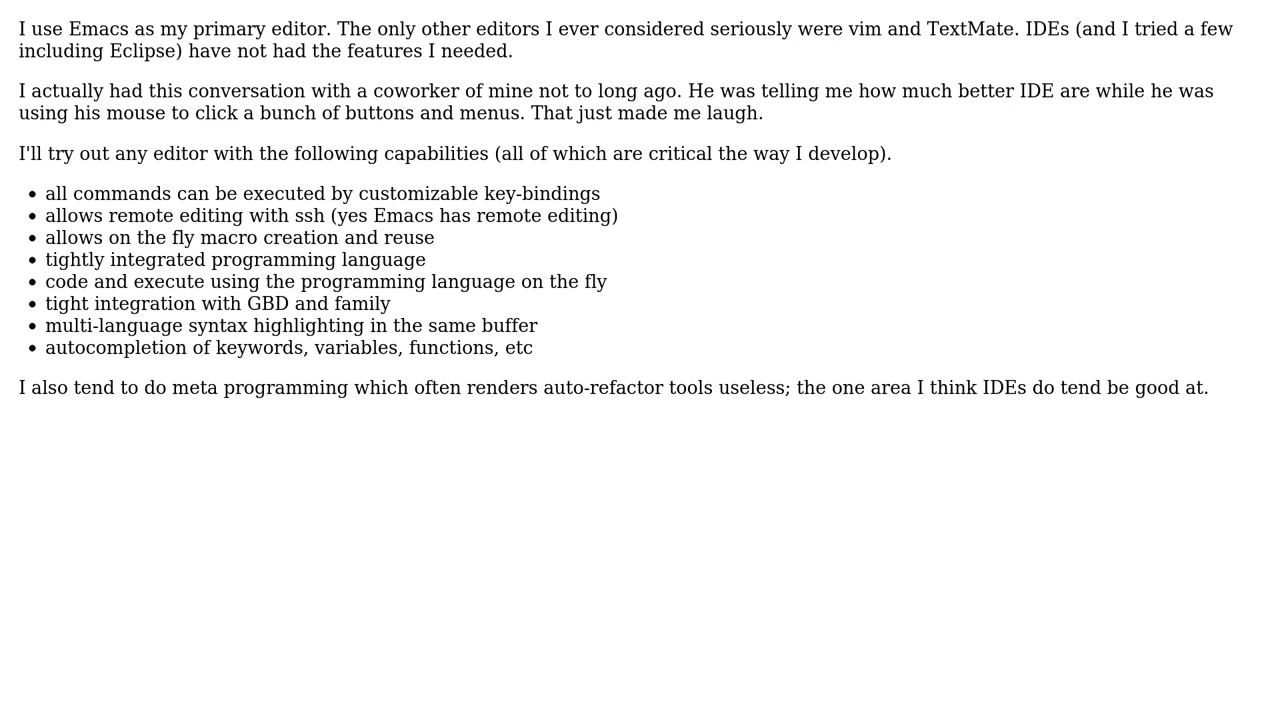 I use Emacs as my primary editor. The only other editors I ever considered seriously were vim and TextMate. IDEs (and I tried a few
including Eclipse) have not had the features I needed.
I actually had this conversation with a coworker of mine not to long ago. He was telling me how much better IDE are while he was
using his mouse to click a bunch of buttons and menus. That just made me laugh.
I'll try out any editor with the following capabilities (all of which are critical the way I develop).
• all commands can be executed by customizable key-bindings
• allows remote editing with ssh (yes Emacs has remote editing)
• allows on the fly macro creation and reuse
• tightly integrated programming language
• code and execute using the programming language on the fly
• tight integration with GBD and family
• multi-language syntax highlighting in the same buffer
• autocompletion of keywords, variables, functions, etc
I also tend to do meta programming which often renders auto-refactor tools useless; the one area I think IDEs do tend be good at.